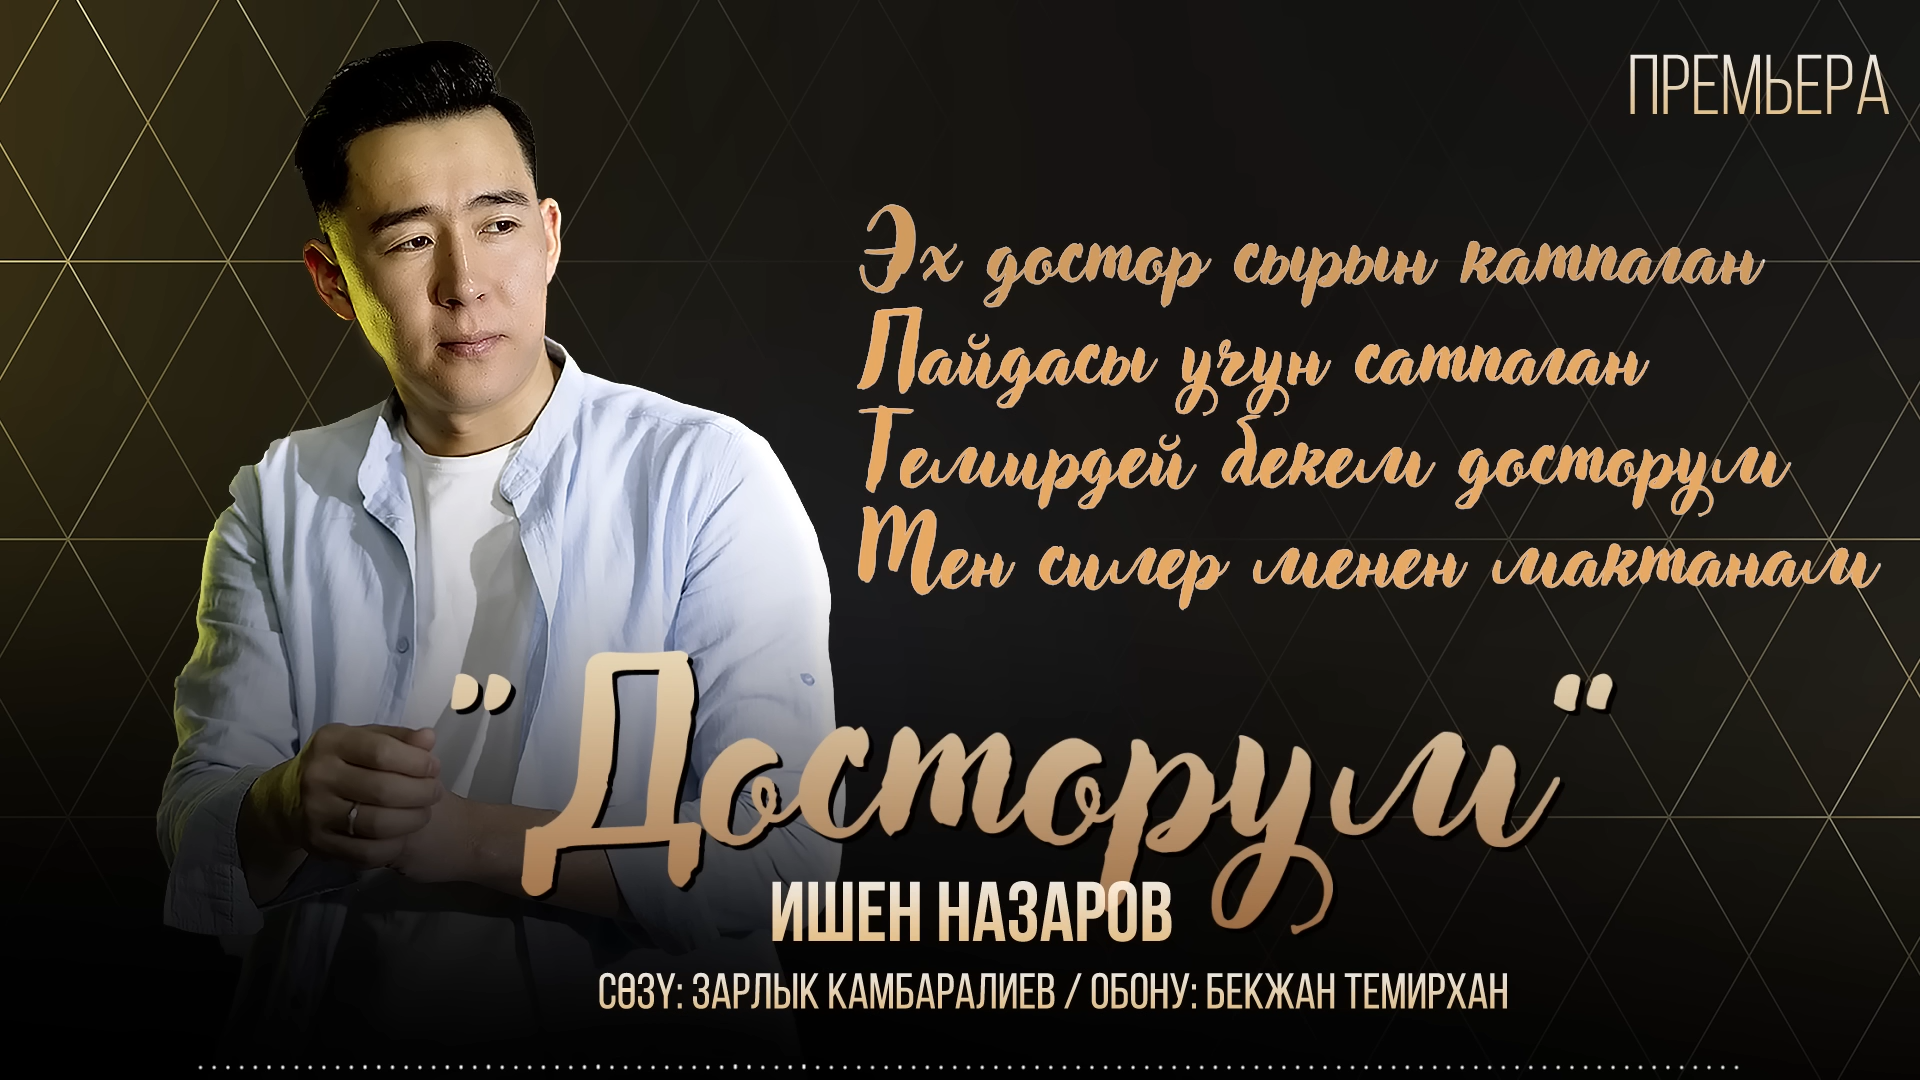 ПРЕМЬЕРА
Эх достор сырын катпаган
Пайдасы учун сатпаган
Темирдей бекем досторум
Мен силер менен мактанам
"Досторум"
ИШЕН НАЗАРОВ
СӨЗҮ: ЗАРЛЫК КАМБАРАЛИЕВ / ОБОНУ: БЕКЖАН ТЕМИРХАН